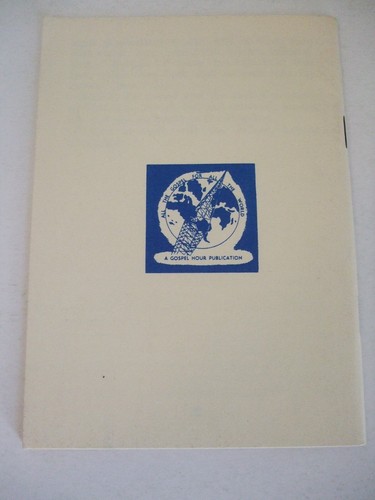 ALL THE GOSPEL FOR ALL THE WORLD
A GOSPEL HOUR PUBLICATION